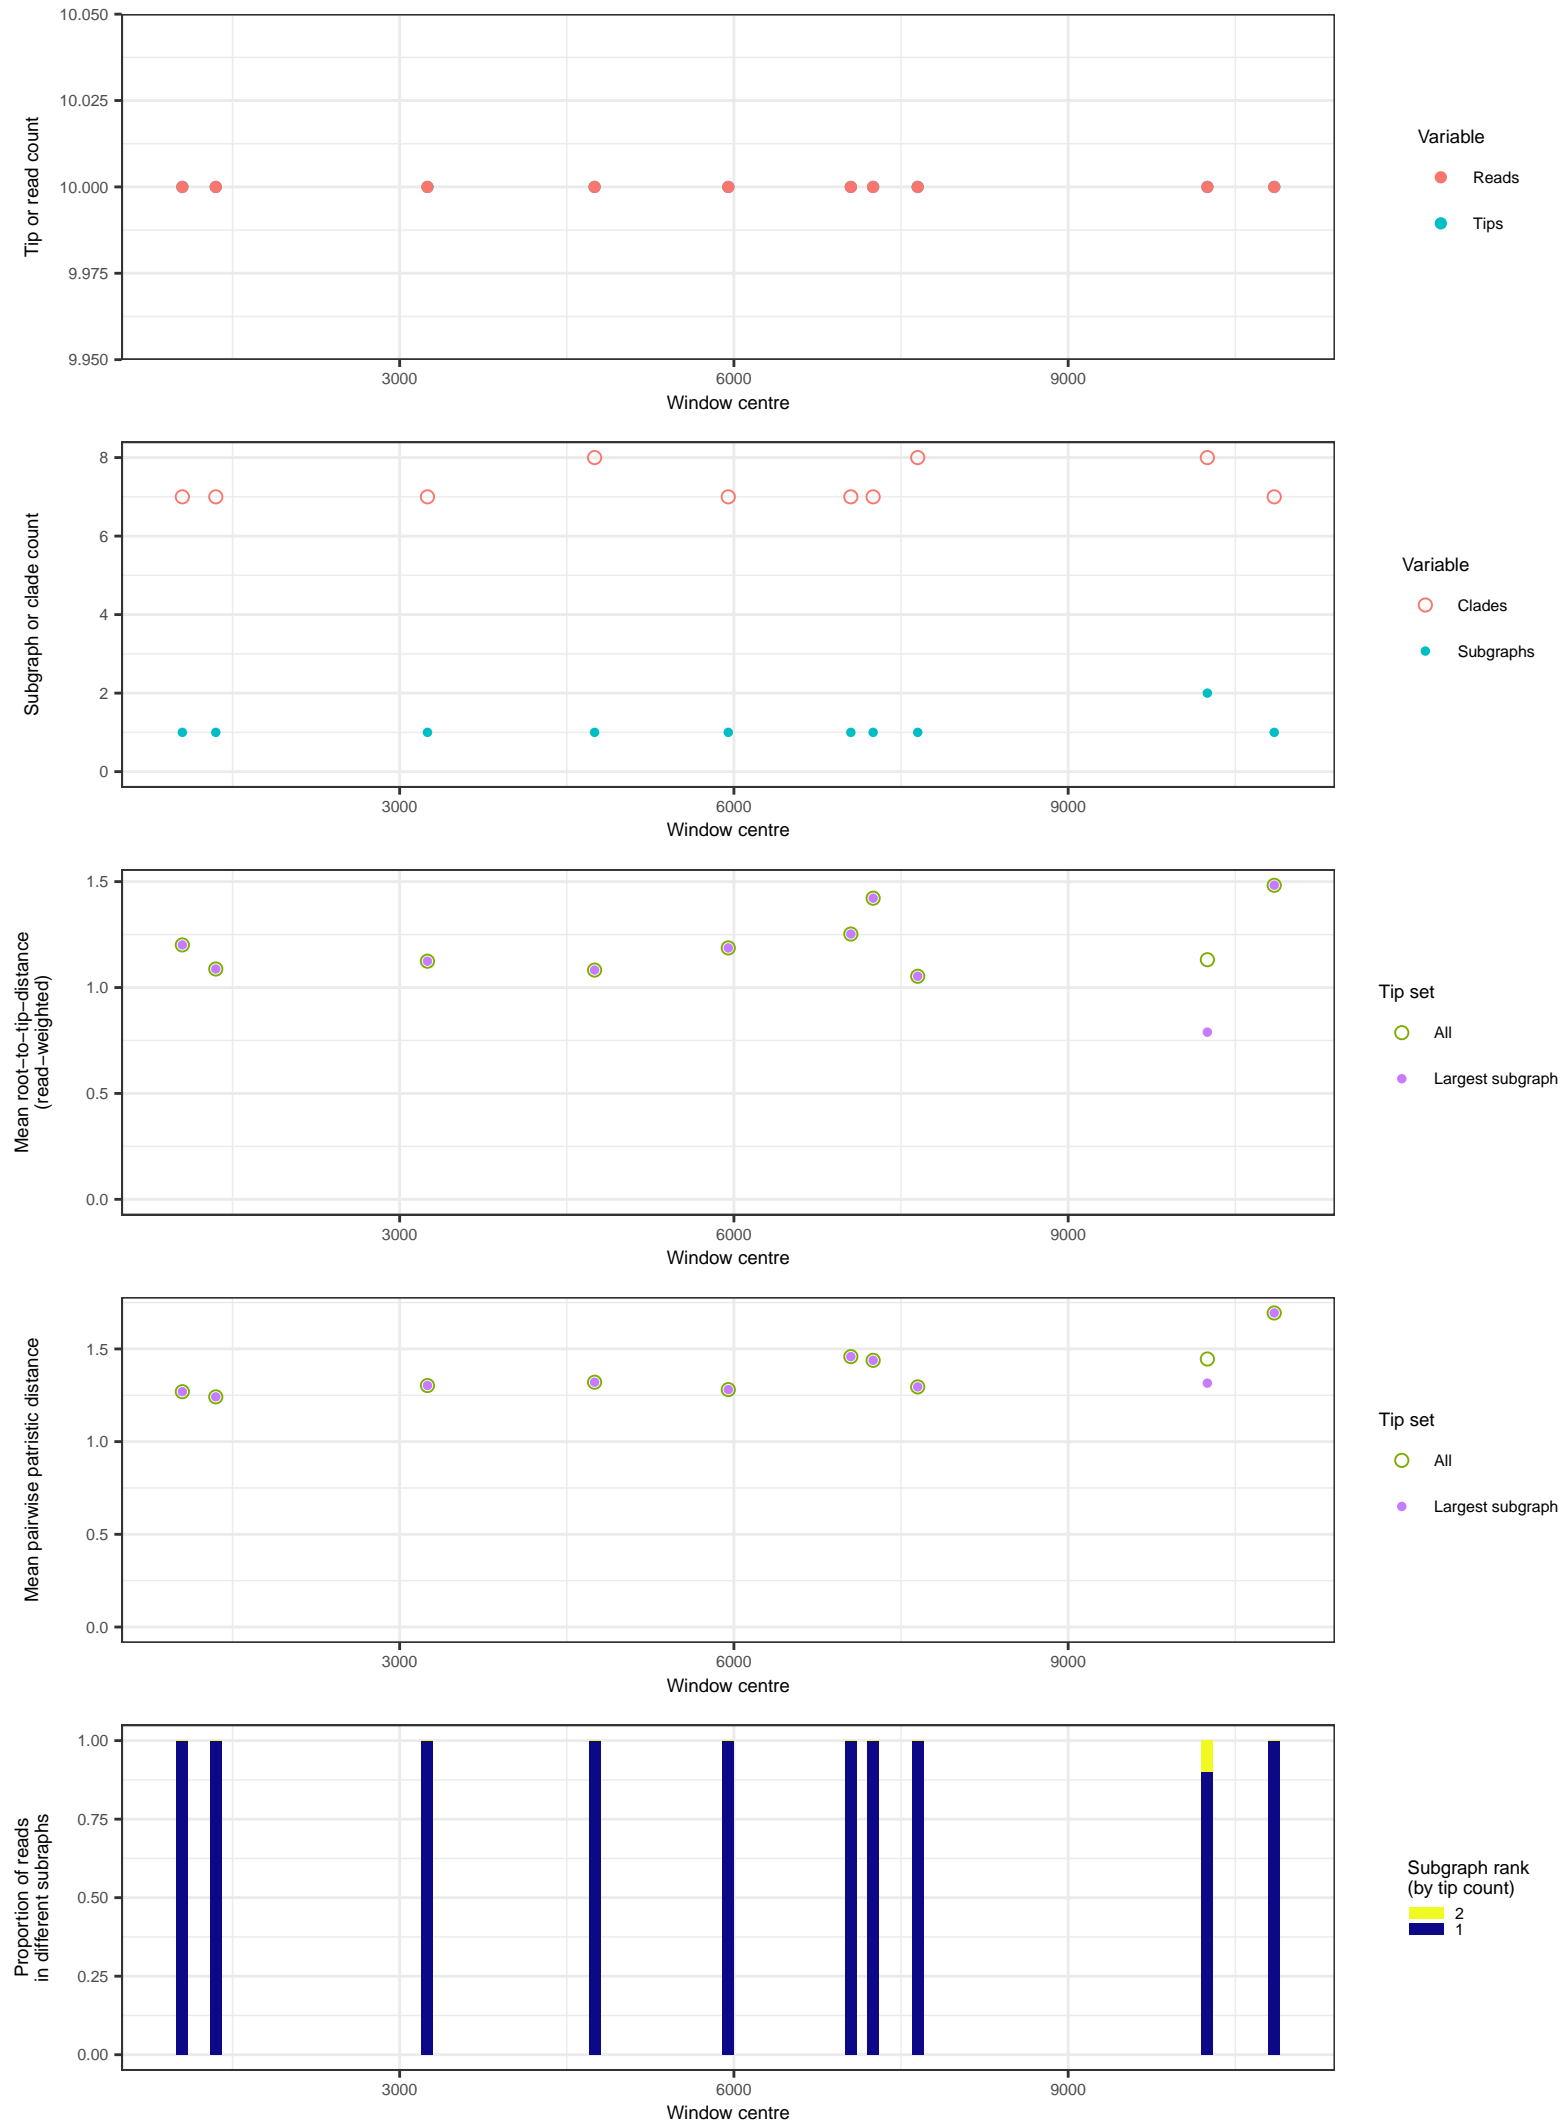 10.050
10.025
10.000
9.975
9.950
Tip or read count
3000 6000 9000
Window centre
Variable
Reads
Tips
8
6
4
2
0
Subgraph or clade count
3000 6000 9000
Window centre
Variable
Clades
Subgraphs
1.5
1.0
0.5
0.0
Mean root−to−tip−distance
(read−weighted)
3000 6000 9000
Window centre
Tip set
All
Largest subgraph
1.5
1.0
0.5
0.0
Mean pairwise patristic distance
3000 6000 9000
Window centre
Tip set
All
Largest subgraph
1.00
0.75
0.50
0.25
0.00
Proportion of reads
in different subraphs
3000 6000 9000
Window centre
Subgraph rank
(by tip count)
2
1